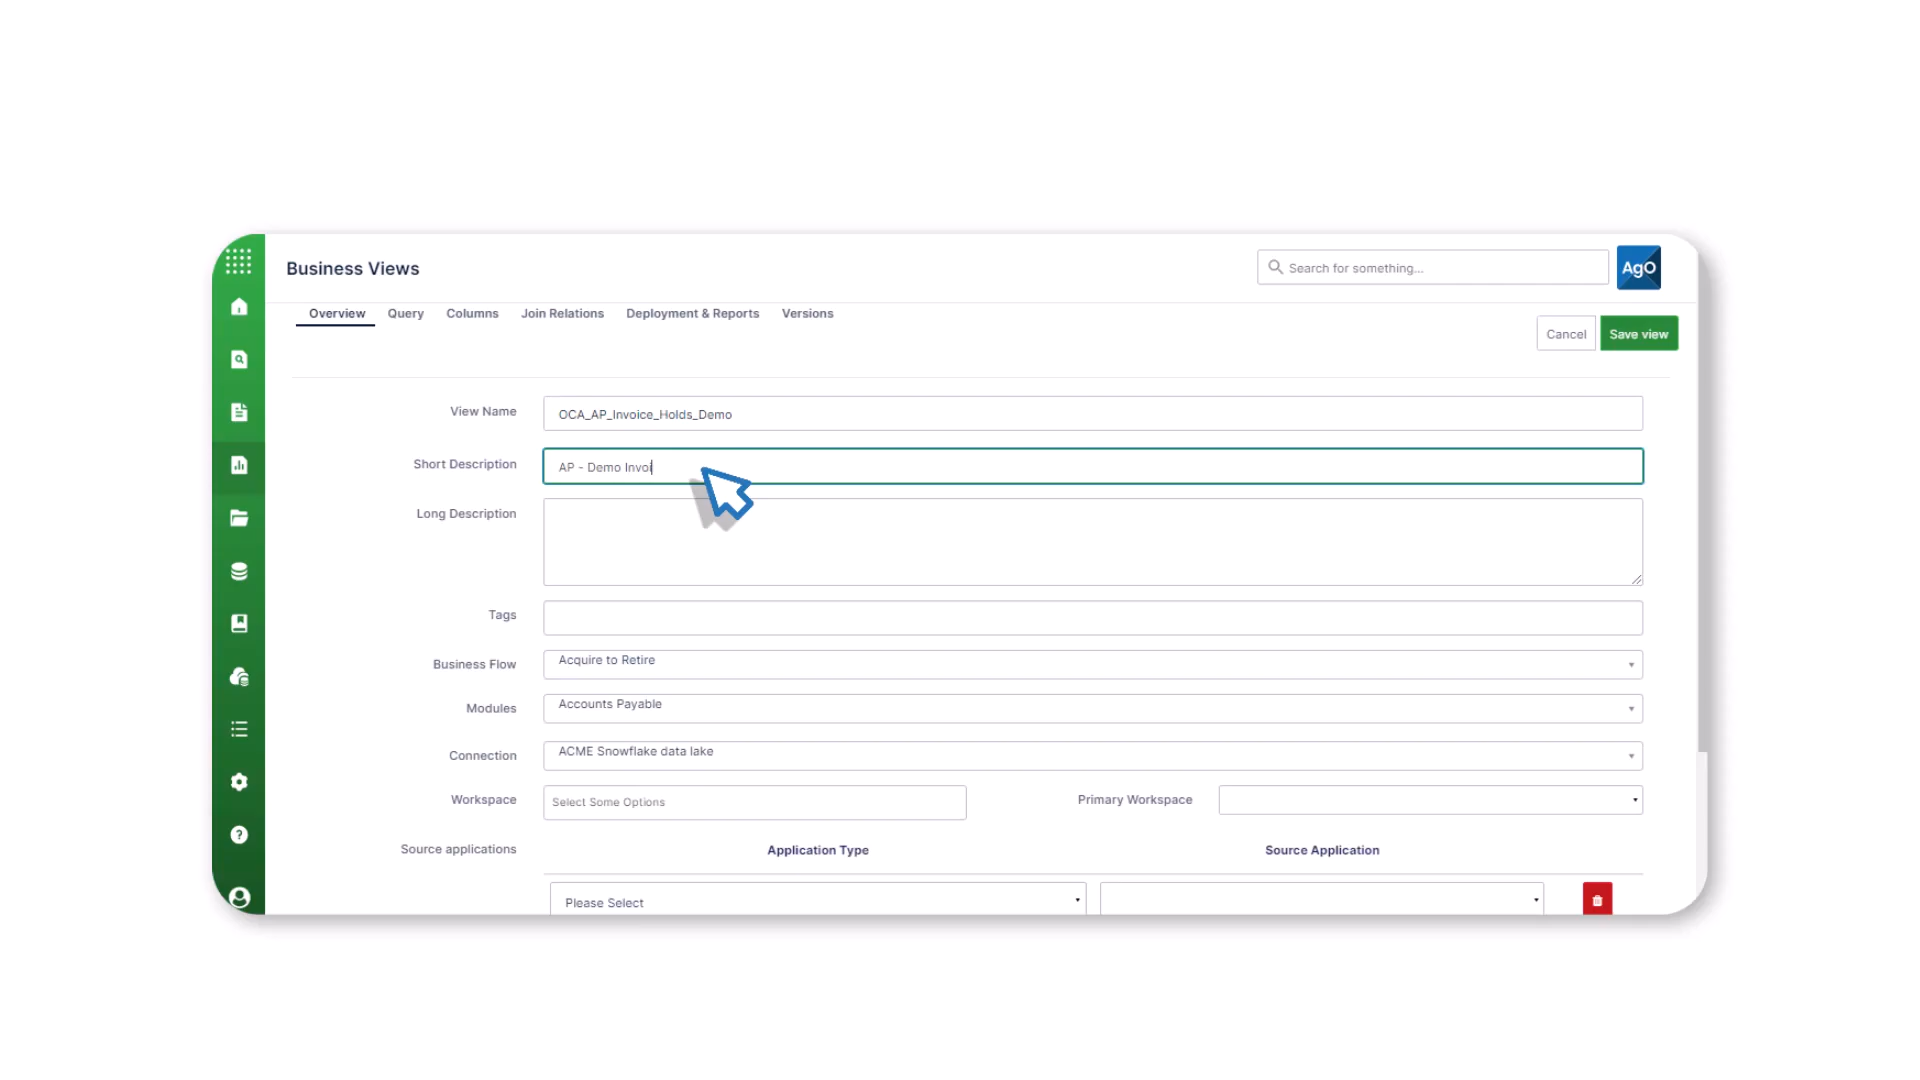 Business Views
Search for something...
AgO
Overview Query Columns Join Relations Deployment & Reports Versions
Cancel Save view
View Name OCA_AP_Invoice_Holds_Demo
Short Description AP - Demo Invoi
Long Description
Tags
Business Flow Acquire to Retire
Modules Accounts Payable
Connection ACME Snowflake data lake
Workspace Select Some Options Primary Workspace
Source applications Application Type Source Application
Please Select